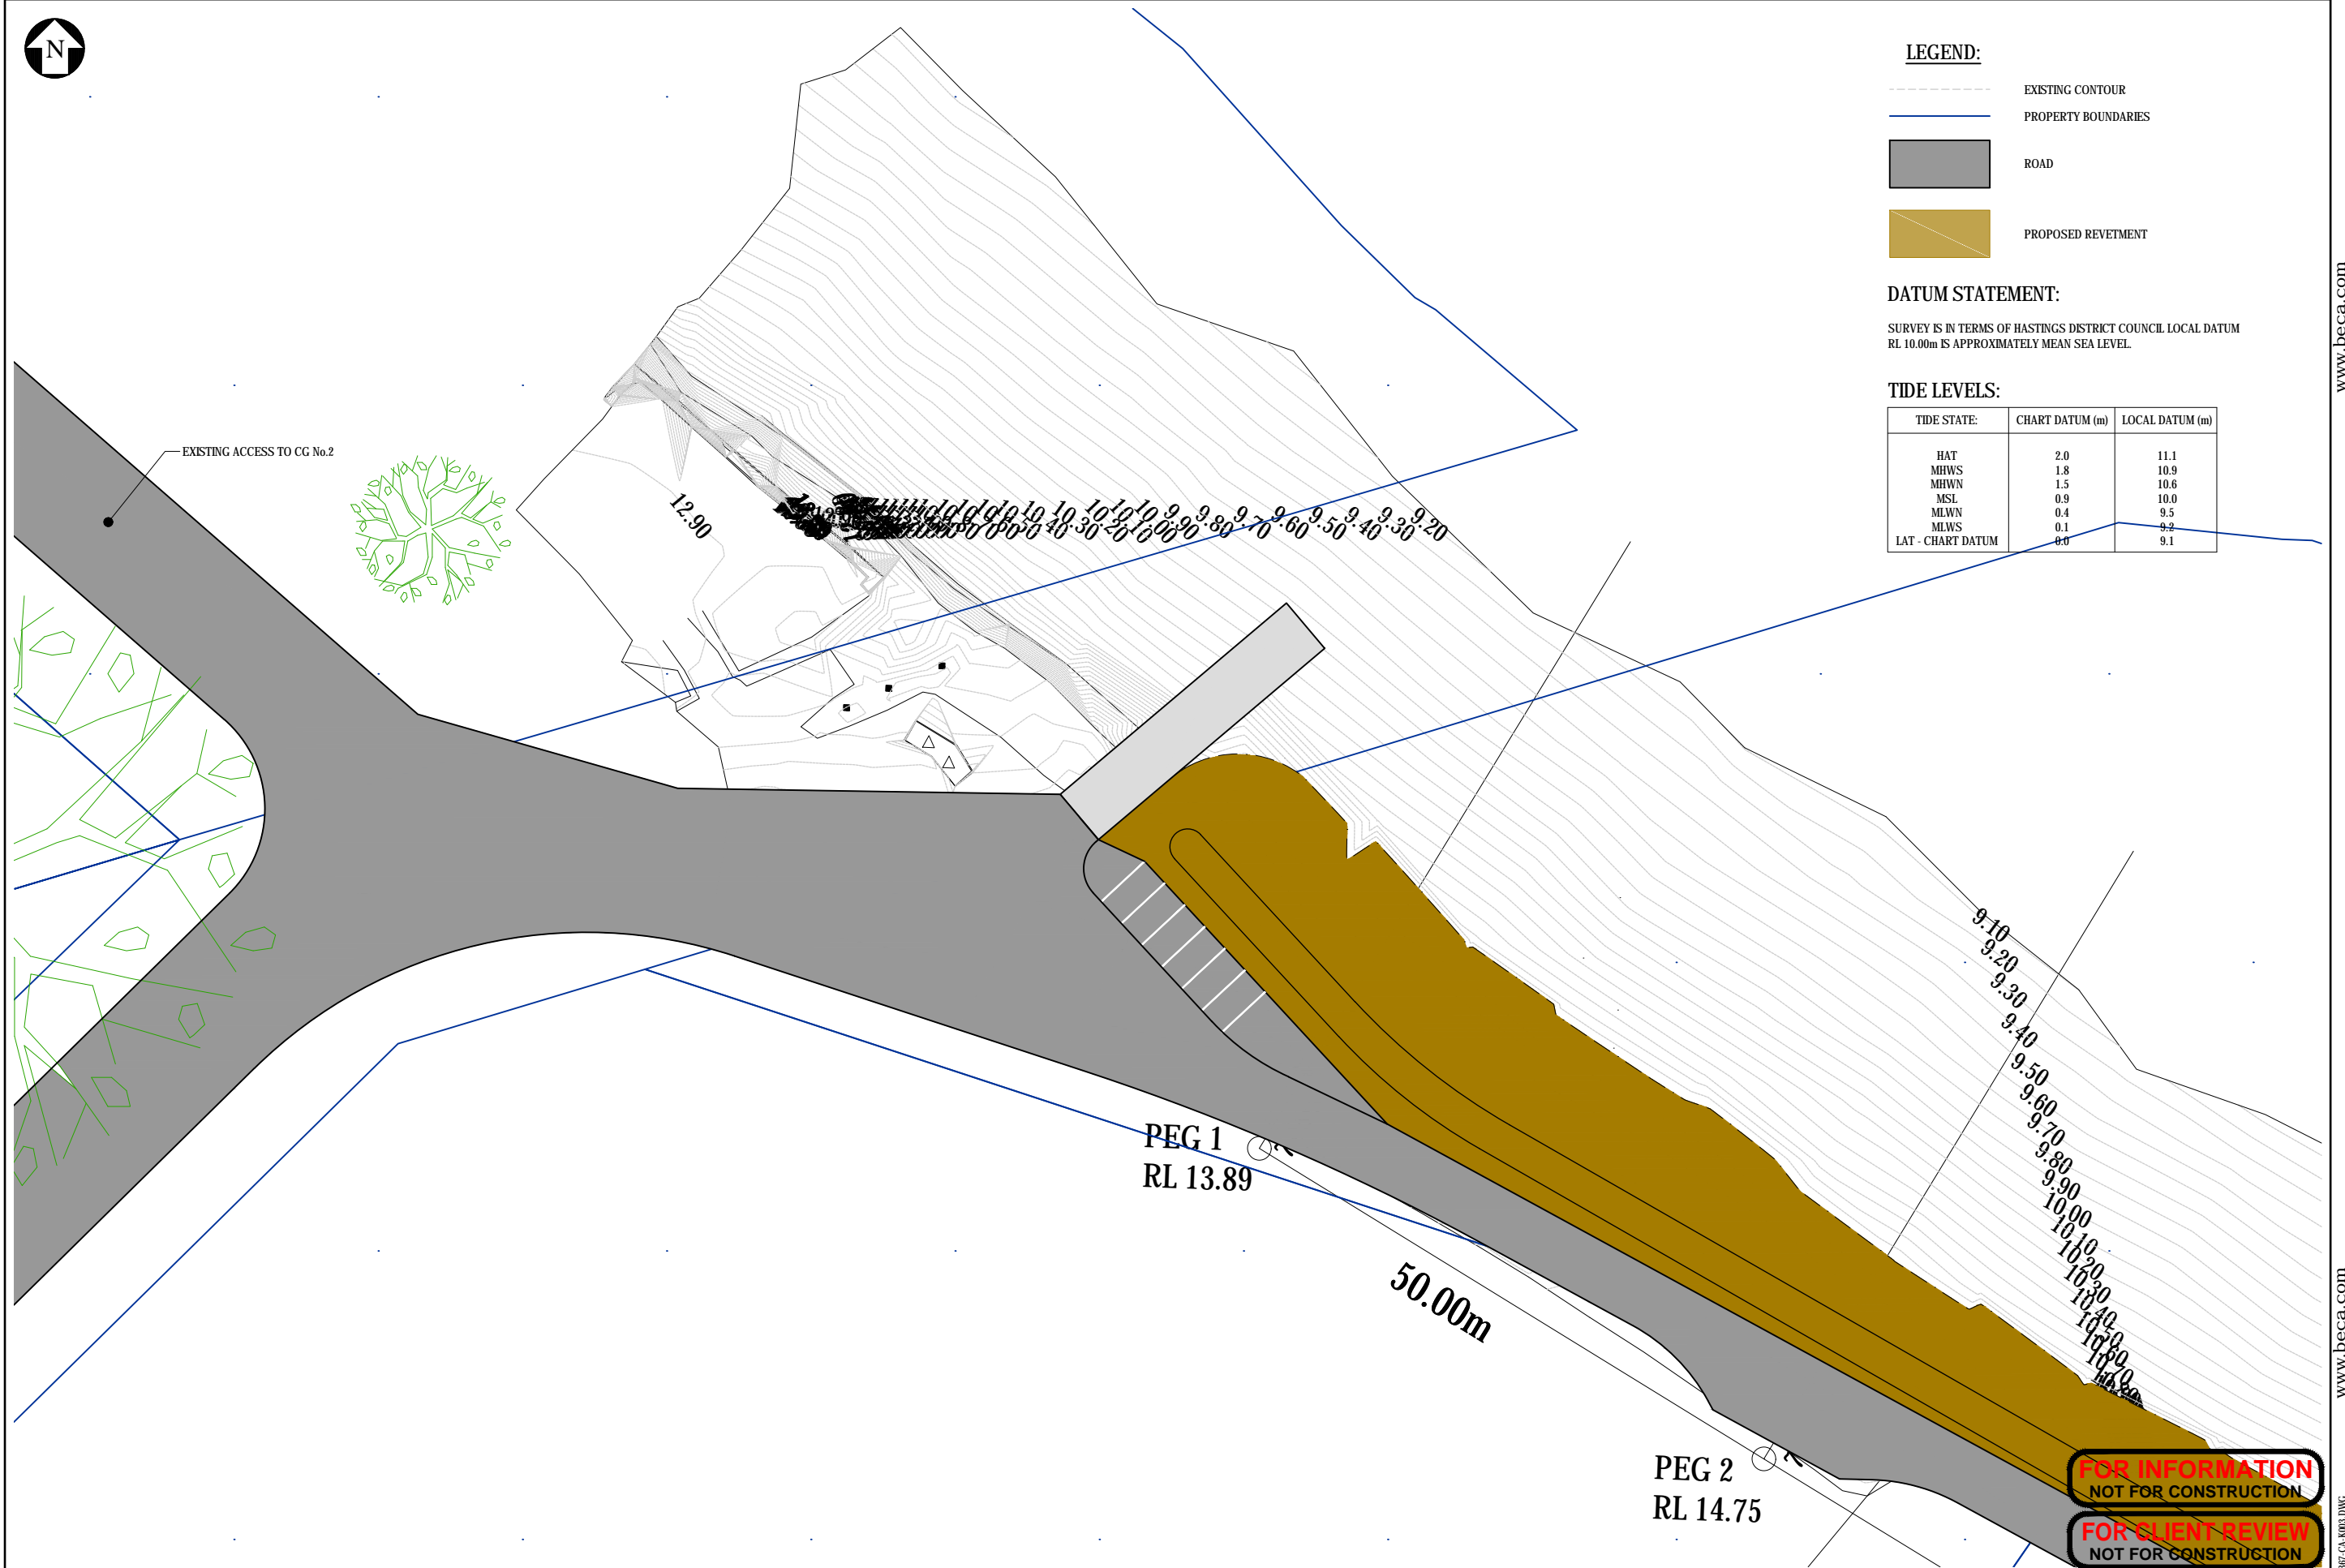 N
LEGEND:
EXISTING CONTOUR
PROPERTY BOUNDARIES
ROAD
PROPOSED REVETMENT
DATUM STATEMENT:
SURVEY IS IN TERMS OF HASTINGS DISTRICT COUNCIL LOCAL DATUM
RL 10.00m IS APPROXIMATELY MEAN SEA LEVEL.
TIDE LEVELS:
TIDE STATE: CHART DATUM (m) LOCAL DATUM (m)
HAT 2.0 11.1
MHWS 1.8 10.9
MHWN 1.5 10.6
MSL 0.9 10.0
MLWN 0.4 9.5
MLWS 0.1 9.2
LAT - CHART DATUM 0.0 9.1
EXISTING ACCESS TO CG No.2
12.90
10.40
10.30
10.20
10.10
10.00
9.90
9.80
9.70
9.60
9.50
9.40
9.30
9.20
9.10
9.20
9.30
9.40
9.50
9.60
9.70
9.80
9.90
10.00
10.10
10.20
10.30
10.40
10.50
10.60
10.70
PEG 1
RL 13.89
50.00m
PEG 2
RL 14.75
FOR INFORMATION
NOT FOR CONSTRUCTION
FOR CLIENT REVIEW
NOT FOR CONSTRUCTION
www.beca.com
www.beca.com